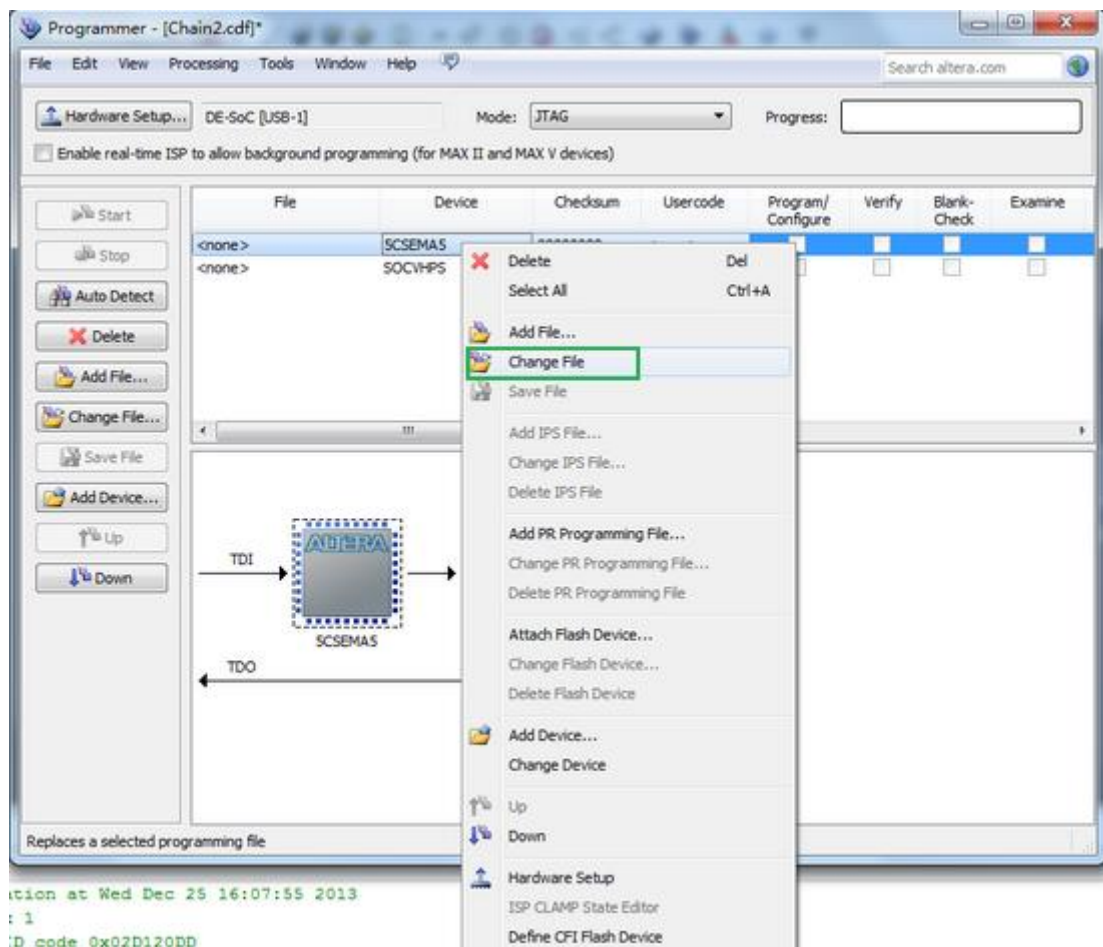 Programmer - [Chain2.cdf]*
File Edit View Processing Tools Window Help Search altera.com
Hardware Setup... DE-SoC [USB-1] Mode: JTAG Progress:
Enable real-time ISP to allow background programming (for MAX II and MAX V devices)
Start
Stop
Auto Detect
Delete
Add File...
Change File...
Save File
Add Device...
Up
Down
File Device Checksum Usercode Program/ Configure Verify Blank- Check Examine
<none> SCSEMA5 00000000
<none> SOCVHPS
TDI
ALTERA
SCSEMA5
TDO
Delete Del
Select All Ctrl+A
Add File...
Change File
Save File
Add IPS File...
Change IPS File...
Delete IPS File
Add PR Programming File...
Change PR Programming File...
Delete PR Programming File
Attach Flash Device...
Change Flash Device...
Delete Flash Device
Add Device...
Change Device
Up
Down
Hardware Setup
ISP CLAMP State Editor
Define CFI Flash Device
Replaces a selected programming file
tion at Wed Dec 25 16:07:55 2013
: 1
ID code 0x02D120DD